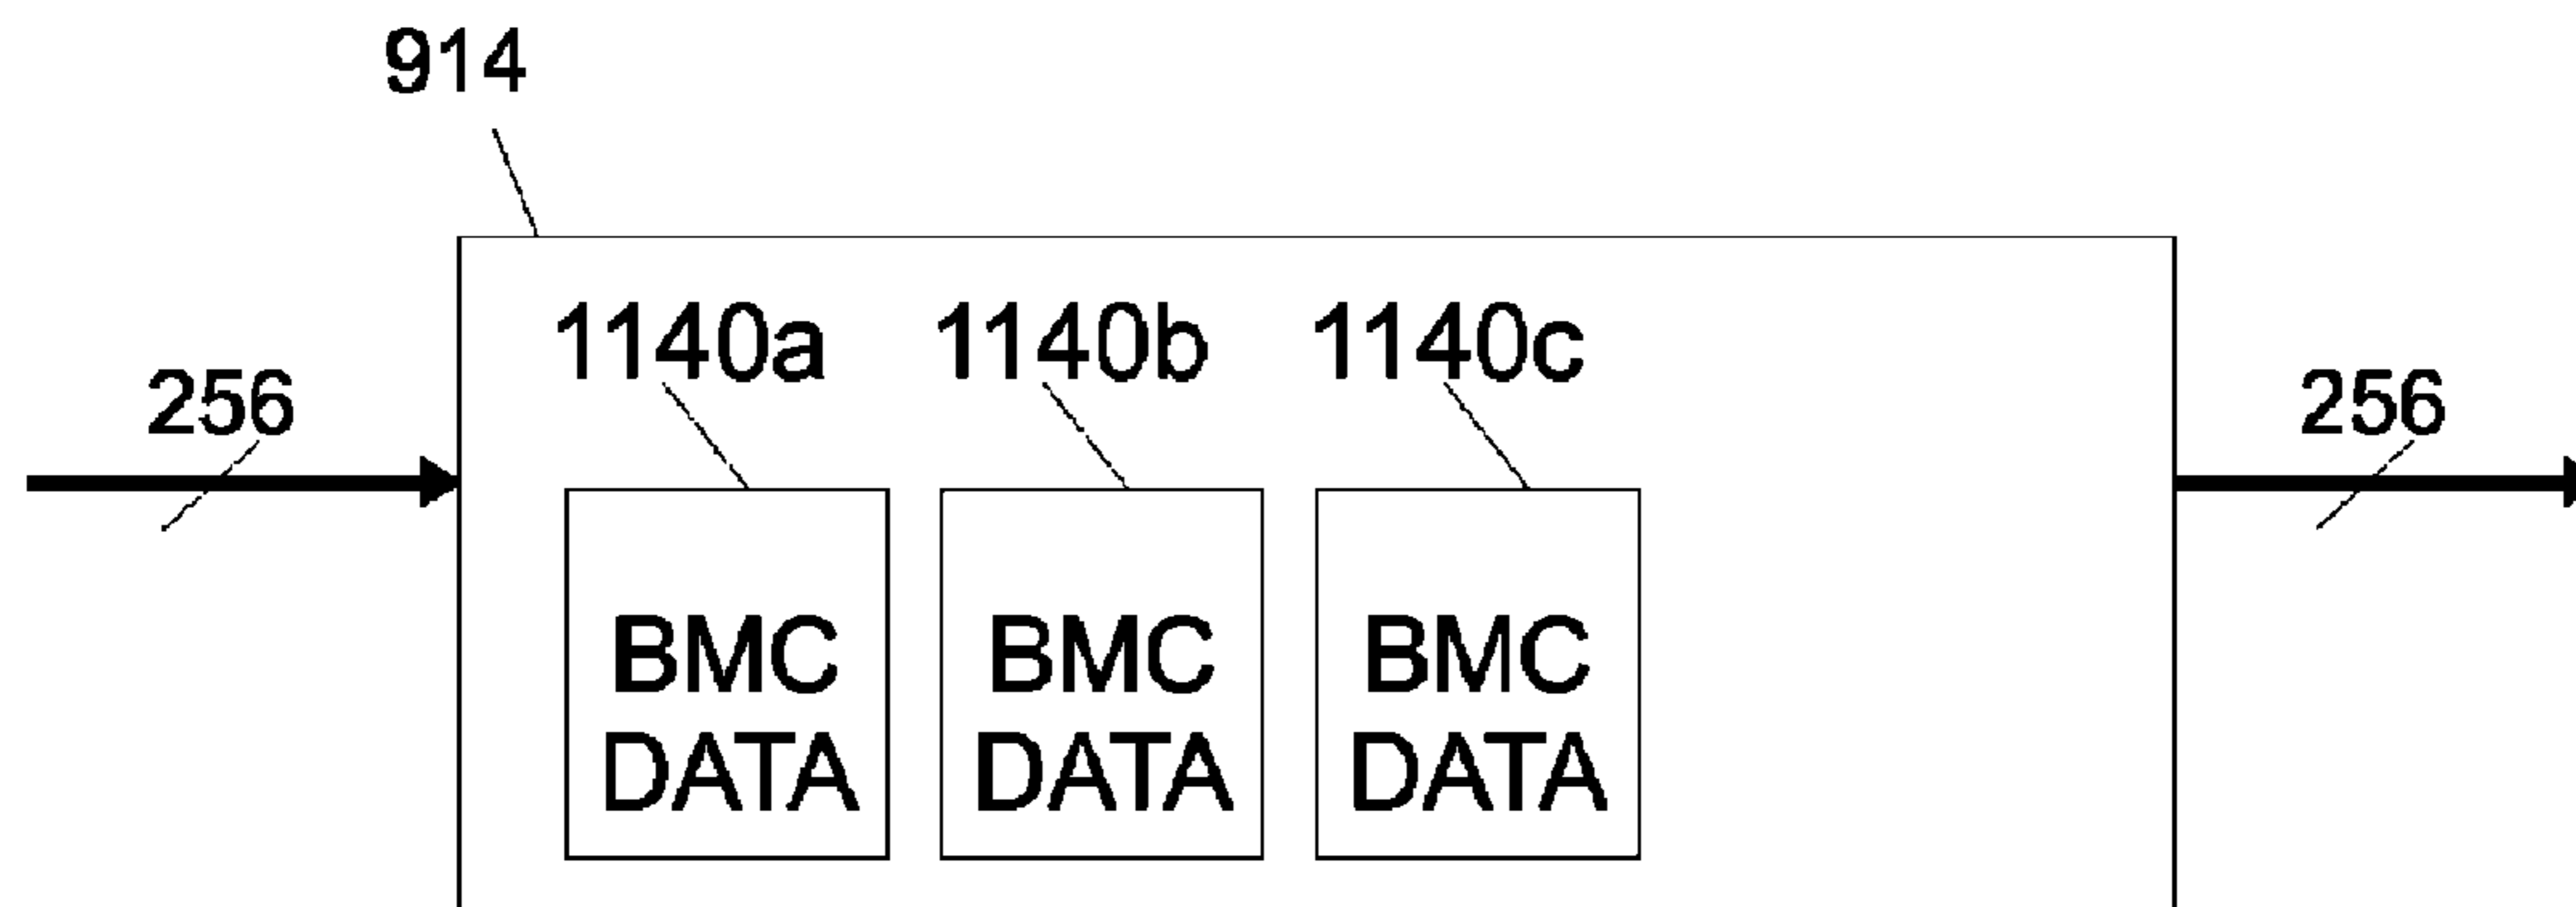 914
1140a 1140b 1140c
256 256
BMC BMC BMC
DATA DATA DATA